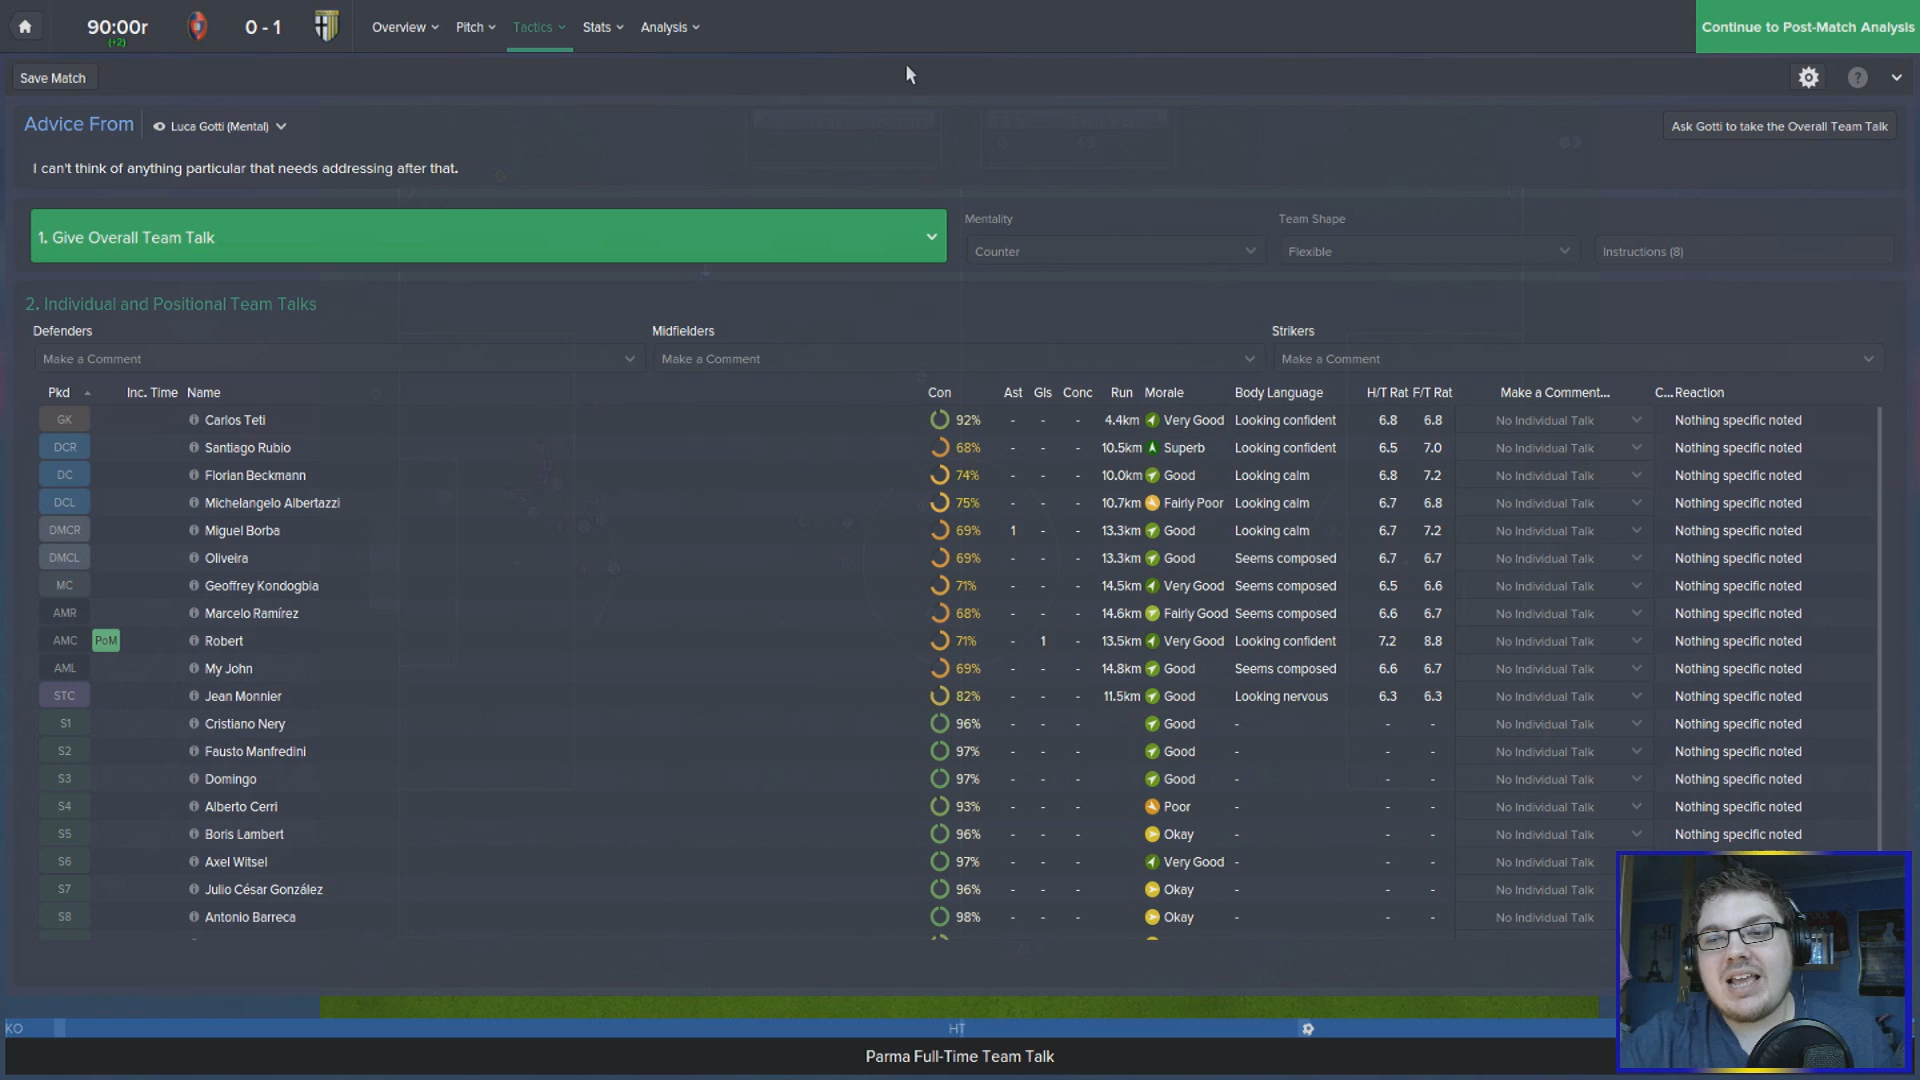 90:00r
(+2)
0 - 1
Overview
Pitch
Tactics
Stats
Analysis
Continue to Post-Match Analysis
Save Match
?
Advice From
Luca Gotti (Mental)
Ask Gotti to take the Overall Team Talk
I can't think of anything particular that needs addressing after that.
1. Give Overall Team Talk
Mentality
Team Shape
Counter
Flexible
Instructions (8)
2. Individual and Positional Team Talks
Defenders Midfielders Strikers
Make a Comment Make a Comment Make a Comment
Pkd Inc. Time Name Con Ast Gls Conc Run Morale Body Language H/T Rat F/T Rat Make a Comment... C... Reaction
GK Carlos Teti 92% - - - 4.4km Very Good Looking confident 6.8 6.8 No Individual Talk Nothing specific noted
DCR Santiago Rubio 68% - - - 10.5km Superb Looking confident 6.5 7.0 No Individual Talk Nothing specific noted
DC Florian Beckmann 74% - - - 10.0km Good Looking calm 6.8 7.2 No Individual Talk Nothing specific noted
DCL Michelangelo Albertazzi 75% - - - 10.7km Fairly Poor Looking calm 6.7 6.8 No Individual Talk Nothing specific noted
DMCR Miguel Borba 69% 1 - - 13.3km Good Looking calm 6.7 7.2 No Individual Talk Nothing specific noted
DMCL Oliveira 69% - - - 13.3km Good Seems composed 6.7 6.7 No Individual Talk Nothing specific noted
MC Geoffrey Kondogbia 71% - - - 14.5km Very Good Seems composed 6.5 6.6 No Individual Talk Nothing specific noted
AMR Marcelo Ramírez 68% - - - 14.6km Fairly Good Seems composed 6.6 6.7 No Individual Talk Nothing specific noted
AMC PoM Robert 71% - 1 - 13.5km Very Good Looking confident 7.2 8.8 No Individual Talk Nothing specific noted
AML My John 69% - - - 14.8km Good Seems composed 6.6 6.7 No Individual Talk Nothing specific noted
STC Jean Monnier 82% - - - 11.5km Good Looking nervous 6.3 6.3 No Individual Talk Nothing specific noted
S1 Cristiano Nery 96% - - - Good - - - No Individual Talk Nothing specific noted
S2 Fausto Manfredini 97% - - - Good - - - No Individual Talk Nothing specific noted
S3 Domingo 97% - - - Good - - - No Individual Talk Nothing specific noted
S4 Alberto Cerri 93% - - - Poor - - - No Individual Talk Nothing specific noted
S5 Boris Lambert 96% - - - Okay - - - No Individual Talk Nothing specific noted
S6 Axel Witsel 97% - - - Very Good - - - No Individual Talk
S7 Julio César González 96% - - - Okay - - - No Individual Talk
S8 Antonio Barreca 98% - - - Okay - - - No Individual Talk
KO
HT
Parma Full-Time Team Talk